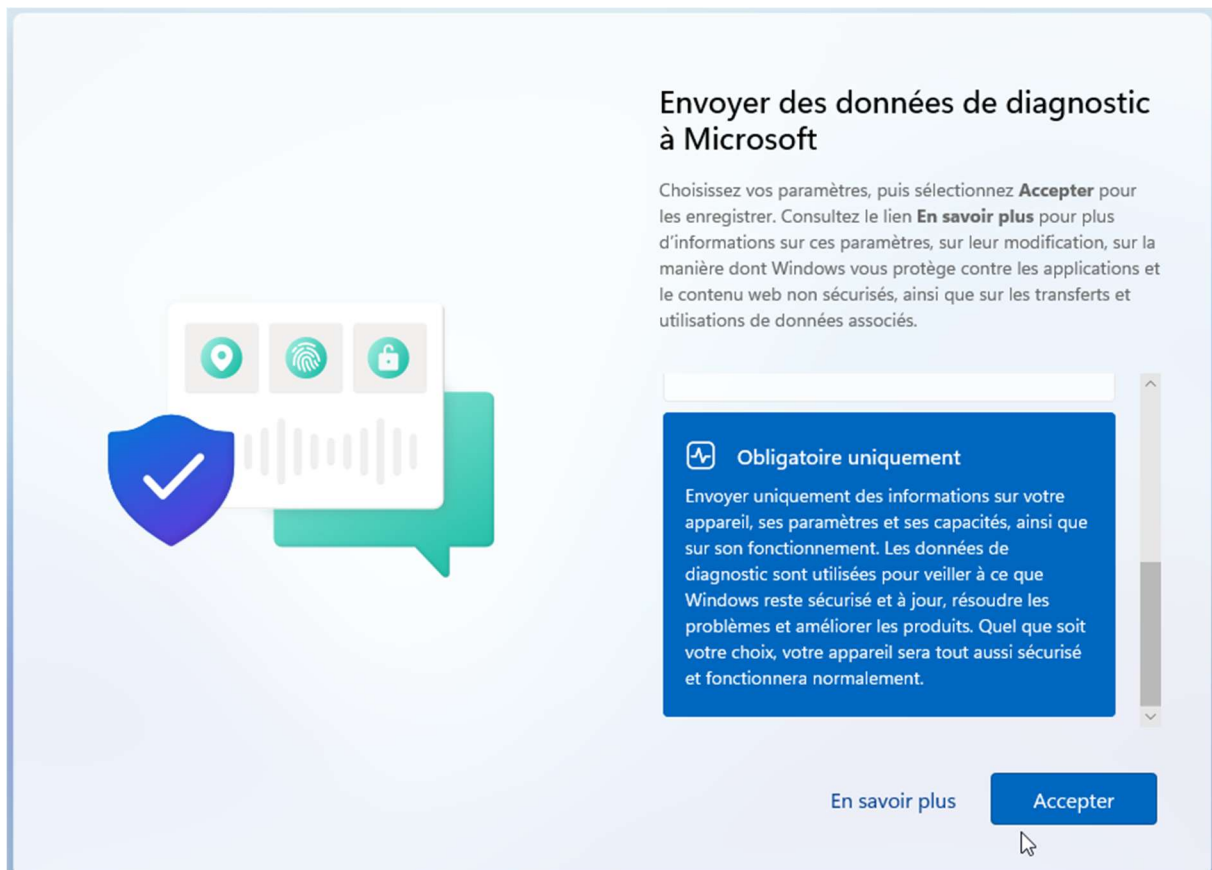 Envoyer des données de diagnostic
à Microsoft
Choisissez vos paramètres, puis sélectionnez Accepter pour
les enregistrer. Consultez le lien En savoir plus pour plus
d'informations sur ces paramètres, sur leur modification, sur la
manière dont Windows vous protège contre les applications et
le contenu web non sécurisés, ainsi que sur les transferts et
utilisations de données associés.
Obligatoire uniquement
Envoyer uniquement des informations sur votre
appareil, ses paramètres et ses capacités, ainsi que
sur son fonctionnement. Les données de
diagnostic sont utilisées pour veiller à ce que
Windows reste sécurisé et à jour, résoudre les
problèmes et améliorer les produits. Quel que soit
votre choix, votre appareil sera tout aussi sécurisé
et fonctionnera normalement.
En savoir plus
Accepter